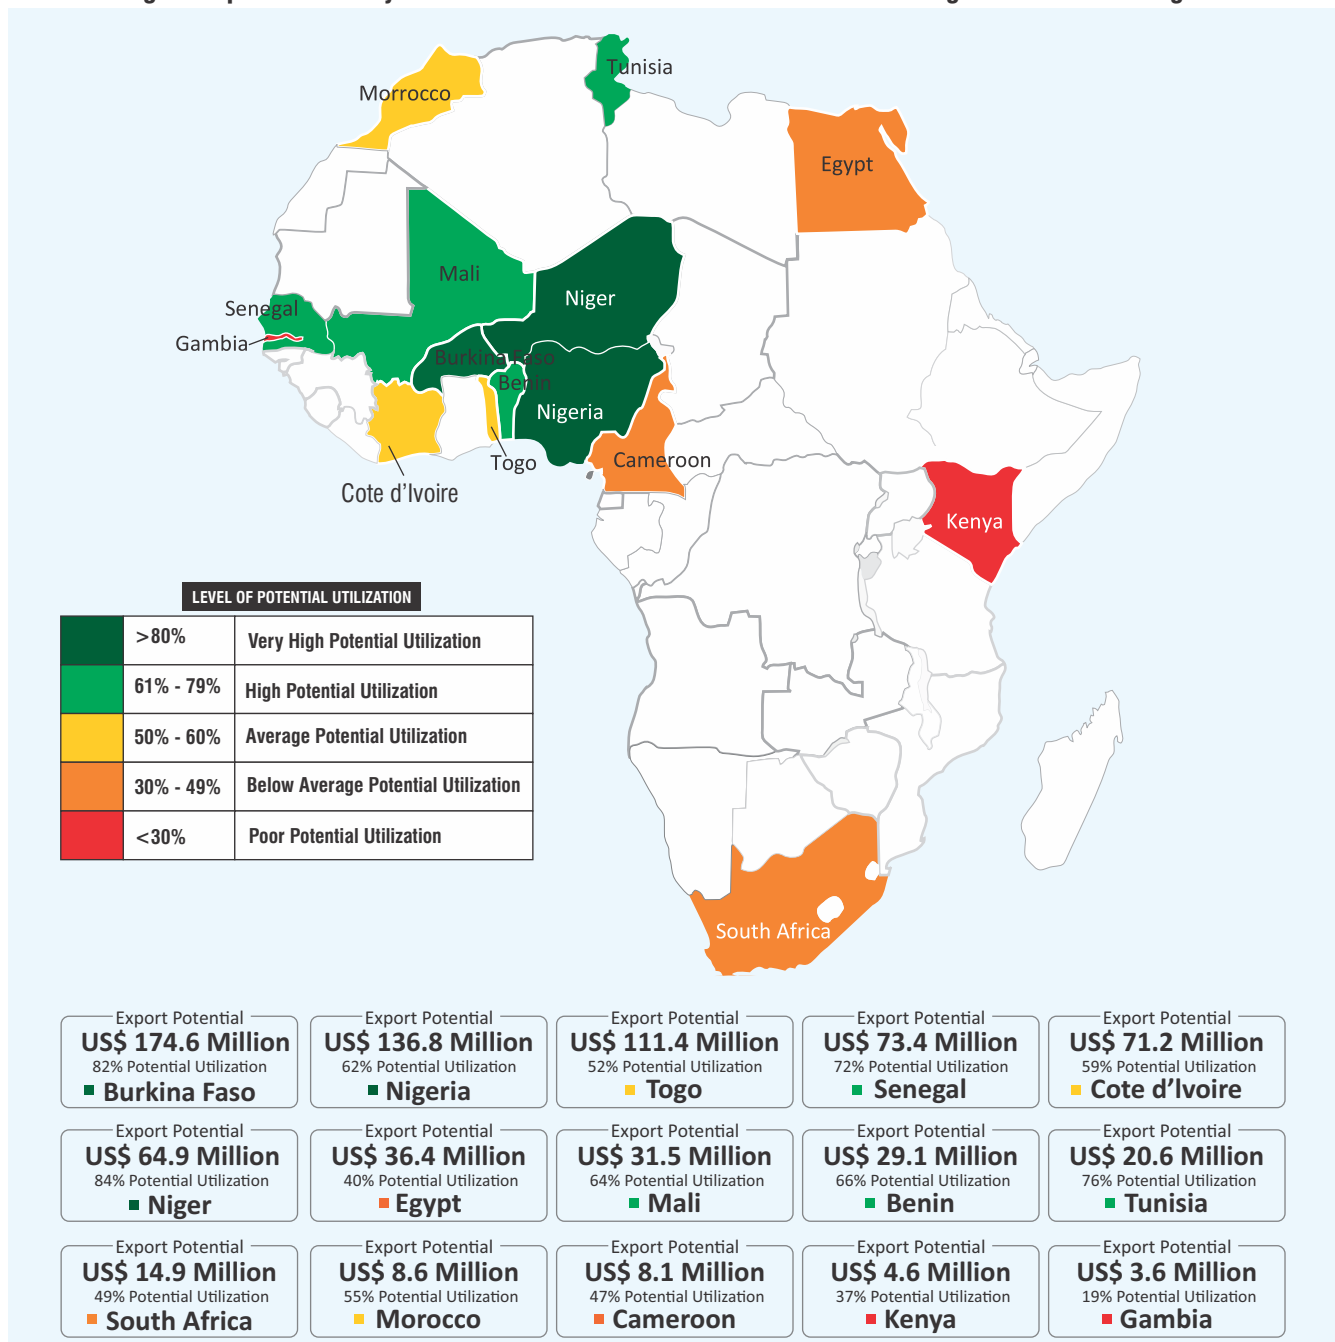 Tunisia
Morrocco
Egypt
Mali
Niger
Senegal
Gambia
Burkina Faso
Benin
Nigeria
Togo
Cameroon
Cote d'Ivoire
Kenya
LEVEL OF POTENTIAL UTILIZATION
>80% Very High Potential Utilization
61% - 79% High Potential Utilization
50% - 60% Average Potential Utilization
30% - 49% Below Average Potential Utilization
<30% Poor Potential Utilization
South Africa
Export Potential Export Potential Export Potential Export Potential Export Potential
US$ 174.6 Million US$ 136.8 Million US$ 111.4 Million US$ 73.4 Million US$ 71.2 Million
82% Potential Utilization 62% Potential Utilization 52% Potential Utilization 72% Potential Utilization 59% Potential Utilization
Burkina Faso Nigeria Togo Senegal Cote d'Ivoire
Export Potential Export Potential Export Potential Export Potential Export Potential
US$ 64.9 Million US$ 36.4 Million US$ 31.5 Million US$ 29.1 Million US$ 20.6 Million
84% Potential Utilization 40% Potential Utilization 64% Potential Utilization 66% Potential Utilization 76% Potential Utilization
Niger Egypt Mali Benin Tunisia
Export Potential Export Potential Export Potential Export Potential Export Potential
US$ 14.9 Million US$ 8.6 Million US$ 8.1 Million US$ 4.6 Million US$ 3.6 Million
49% Potential Utilization 55% Potential Utilization 47% Potential Utilization 37% Potential Utilization 19% Potential Utilization
South Africa Morocco Cameroon Kenya Gambia